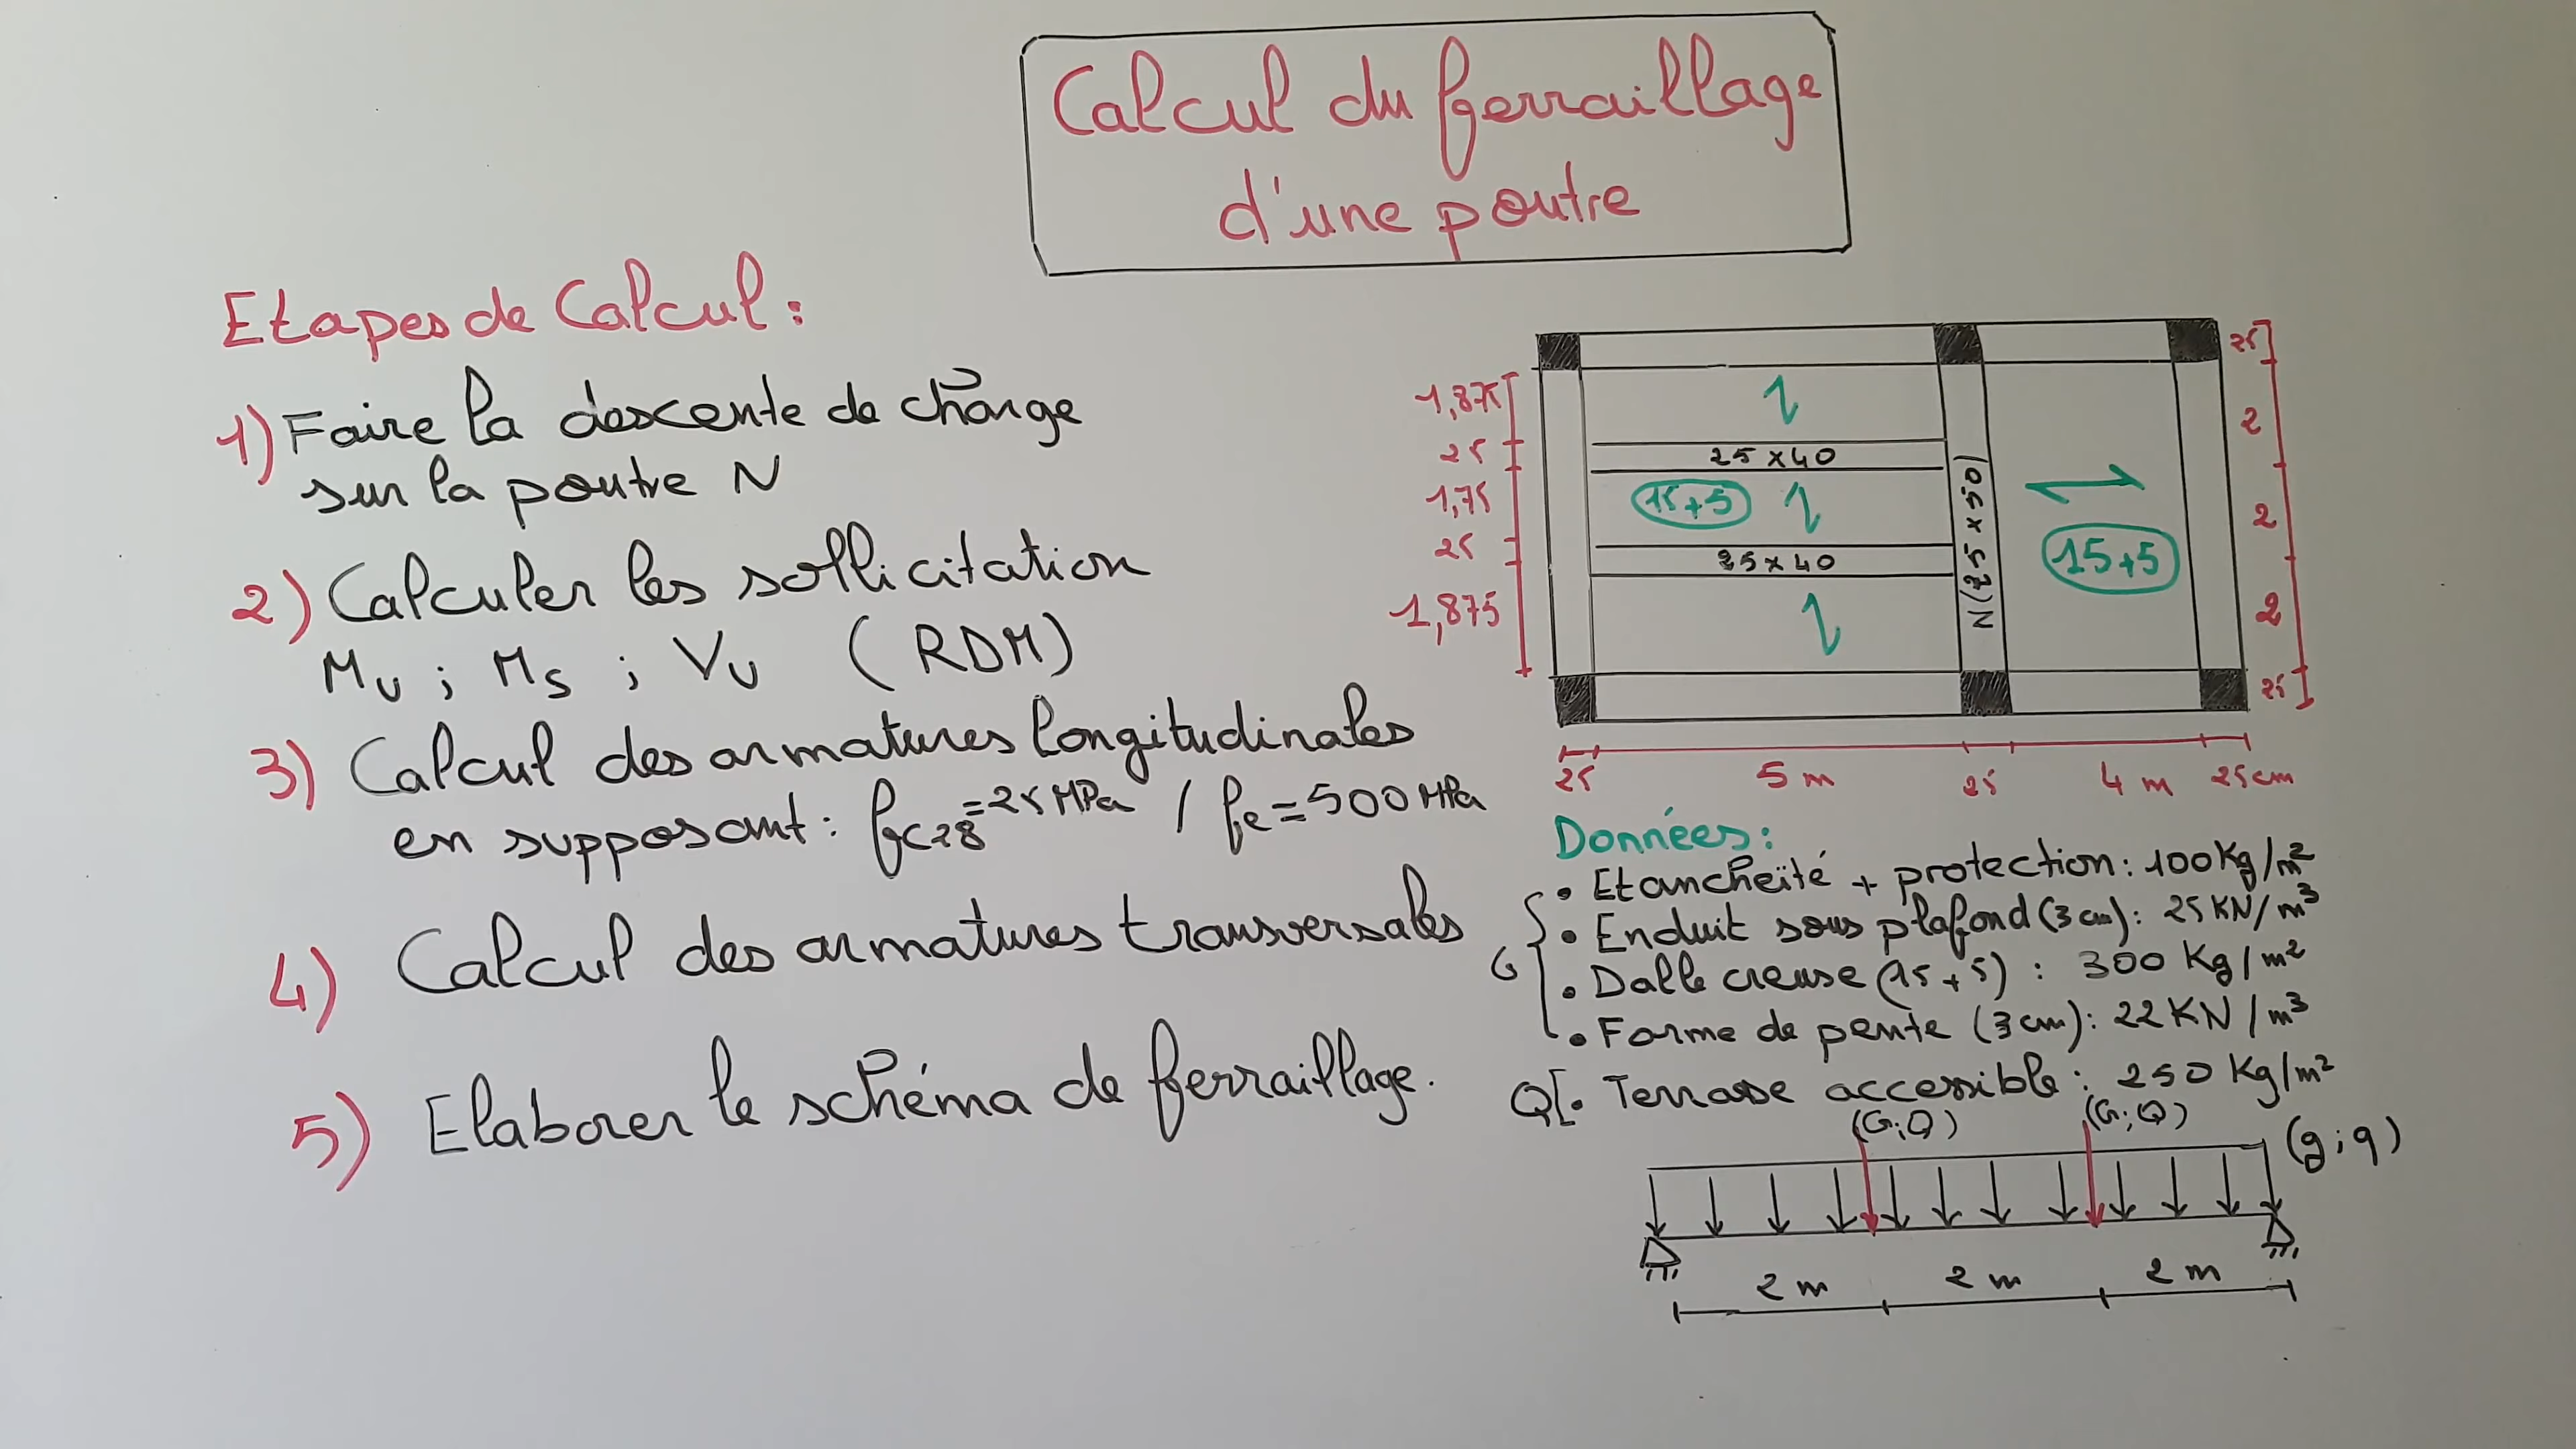 Calcul du ferraillage
d'une poutre
Etapes de Calcul :
1) Faire la descente de charge
sur la poutre N
2) Calculer les sollicitation
Mu ; Ms ; Vu ( RDM )
3) Calcul des armatures longitudinales
en supposant : fc28 = 25 MPa / fe = 500 MPa
4) Calcul des armatures transversales
5) Elaborer le schéma de ferraillage.
25
1,875
2
25
25 x 40
1,75
15+5
N (25 x 50)
15+5
2
25
25 x 40
1,875
2
25
25
5 m
25
4 m
25 cm
Données :
G
• Etancheïté + protection : 100 Kg/m²
• Enduit sous plafond (3 cm) : 25 KN/m³
• Dalle creuse (15 + 5) : 300 Kg/m²
• Forme de pente (3 cm) : 22 KN/m³
Q [• Terrasse accessible : 250 Kg/m²
(G ; Q)
(G ; Q)
(g ; q)
2 m
2 m
2 m